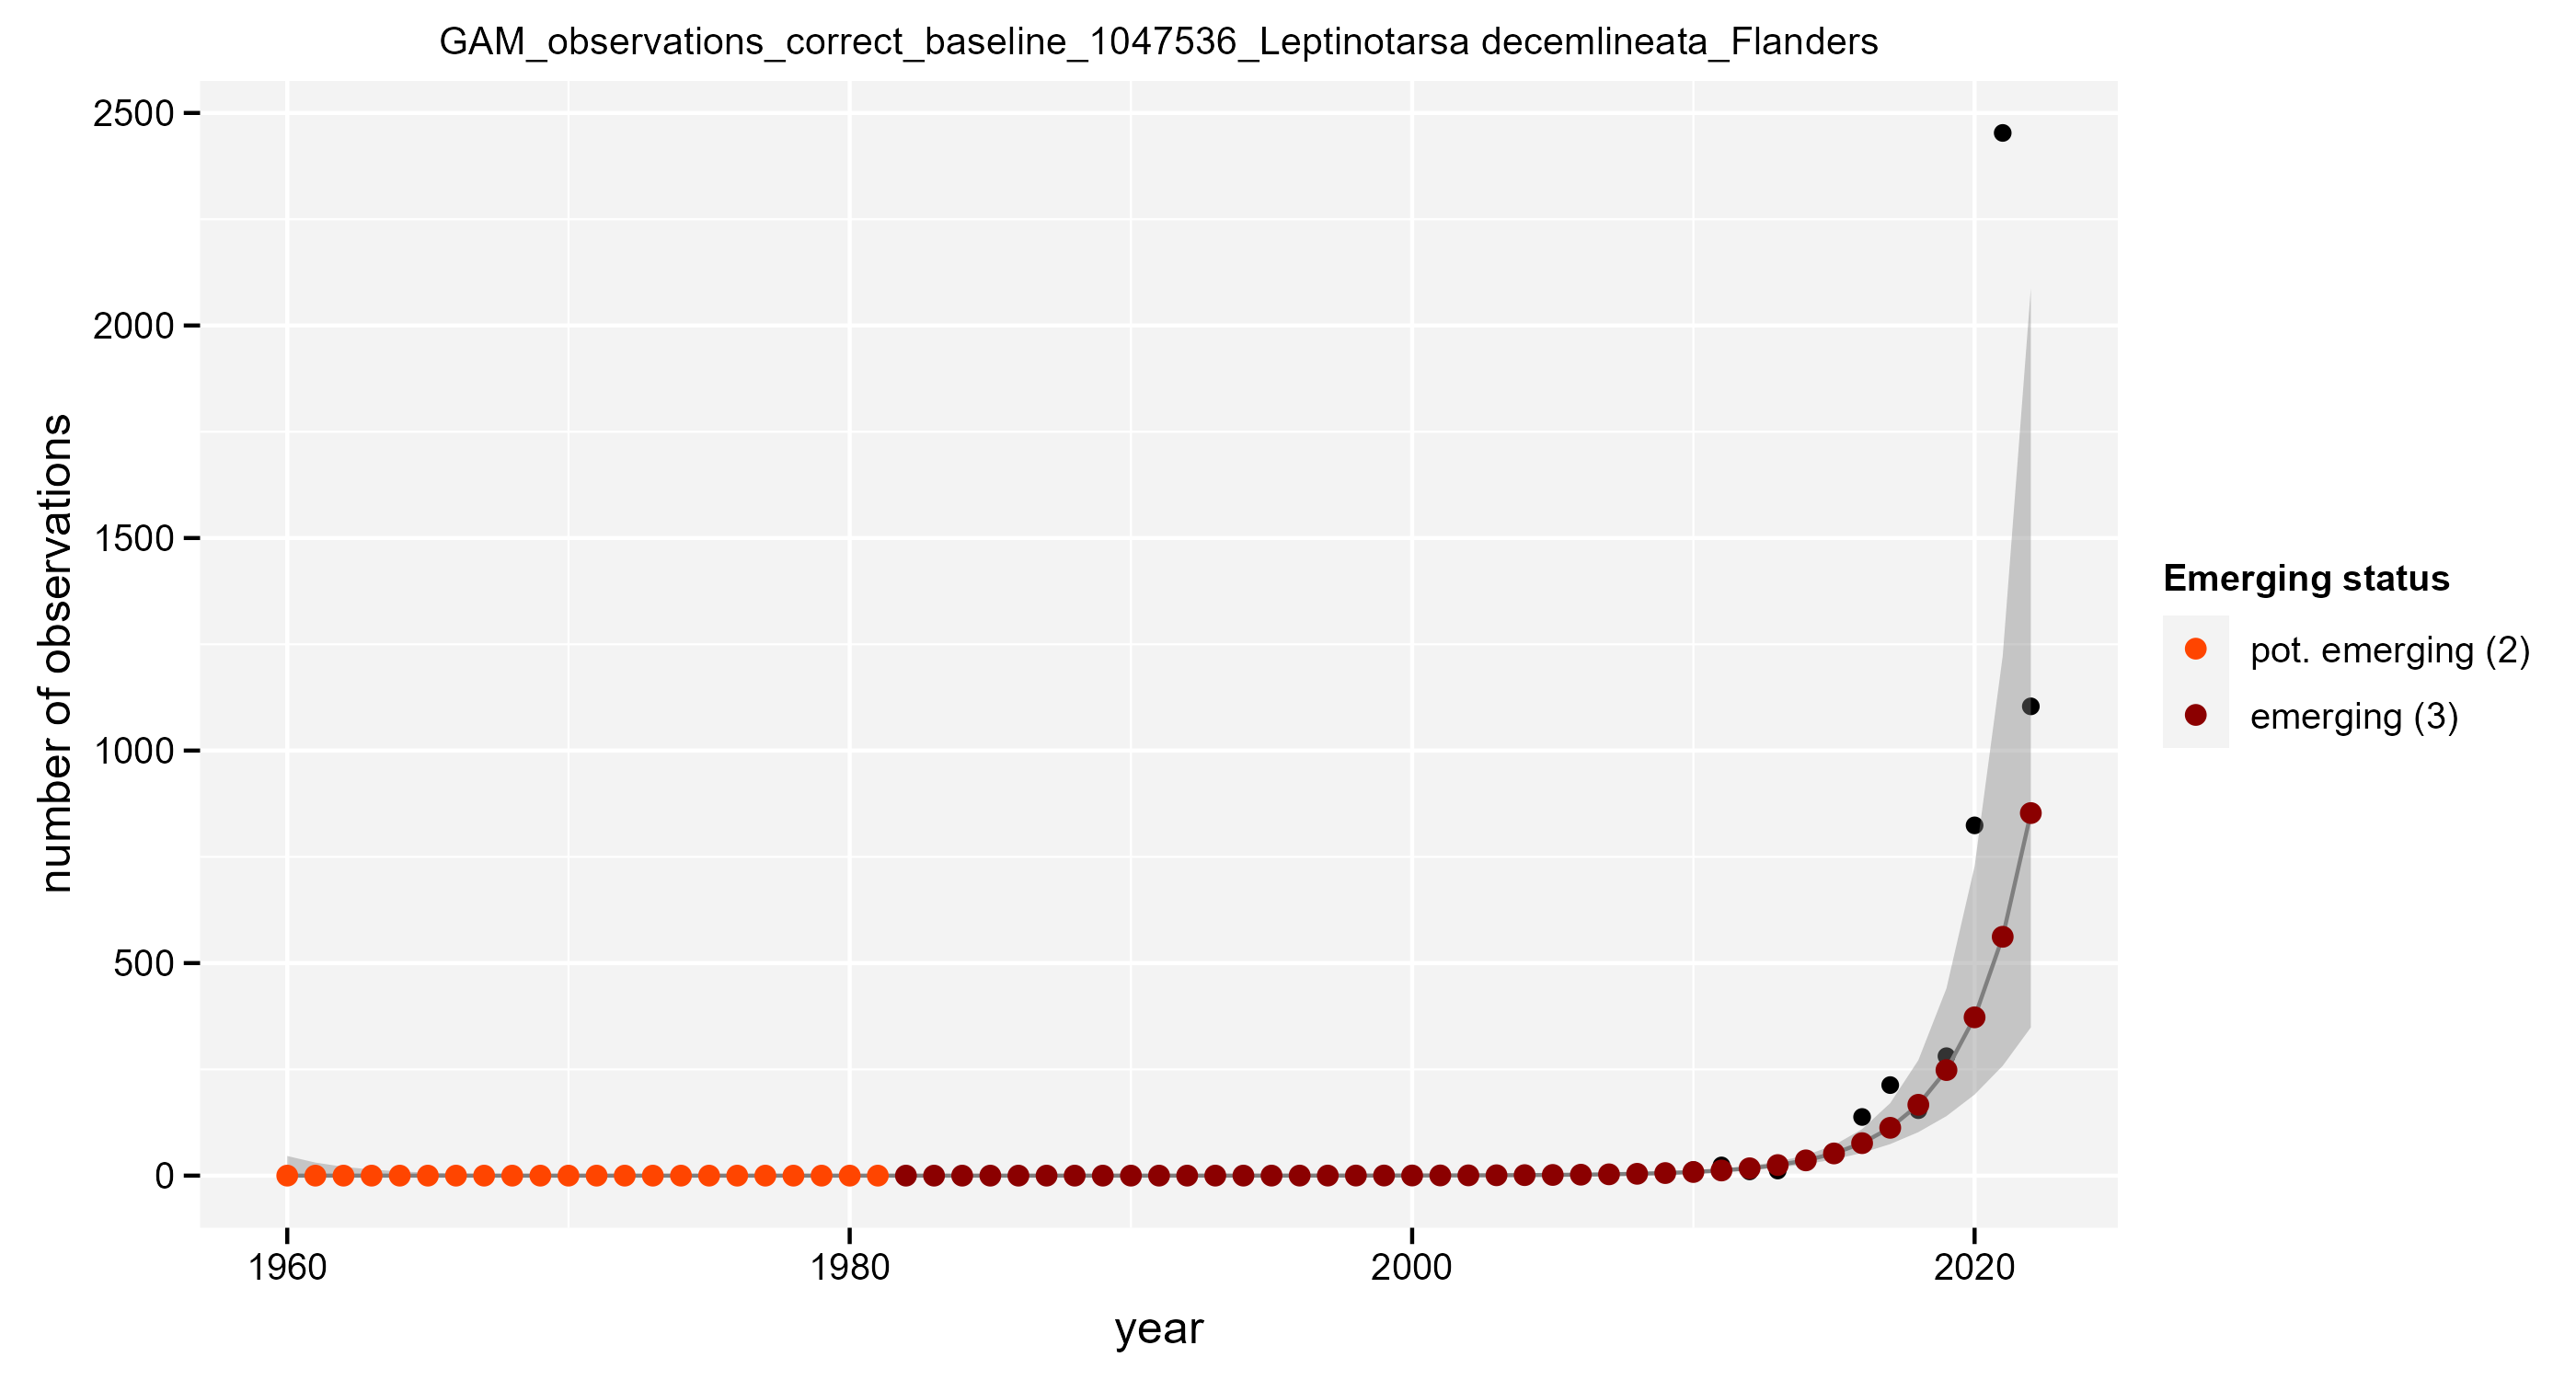 GAM_observations_correct_baseline_1047536_Leptinotarsa decemlineata_Flanders
number of observations
2500
2000
1500
1000
500
0
1960
1980
2000
2020
year
Emerging status
pot. emerging (2)
emerging (3)